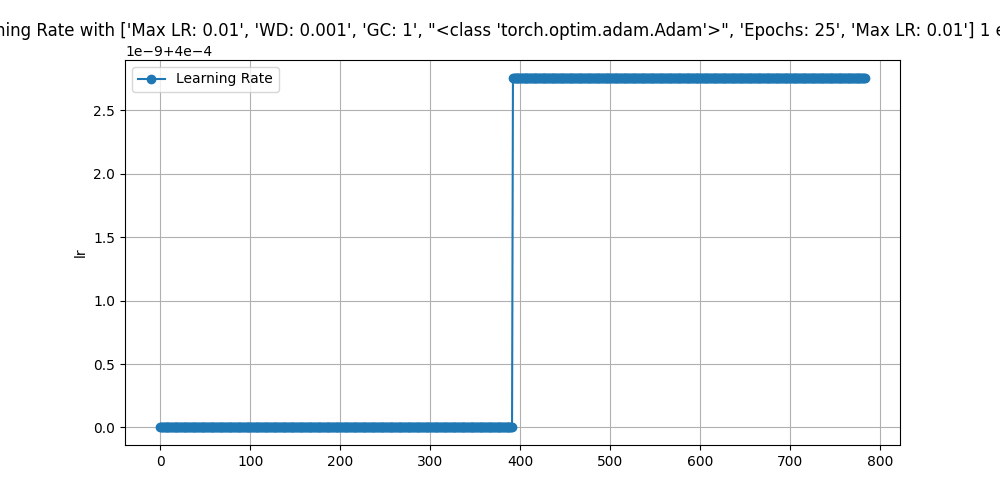 ning Rate with ['Max LR: 0.01', 'WD: 0.001', 'GC: 1', "<class 'torch.optim.adam.Adam'>", 'Epochs: 25', 'Max LR: 0.01'] 1 e
1e−9+4e−4
Learning Rate
2.5
2.0
1.5
1.0
0.5
0.0
lr
0 100 200 300 400 500 600 700 800